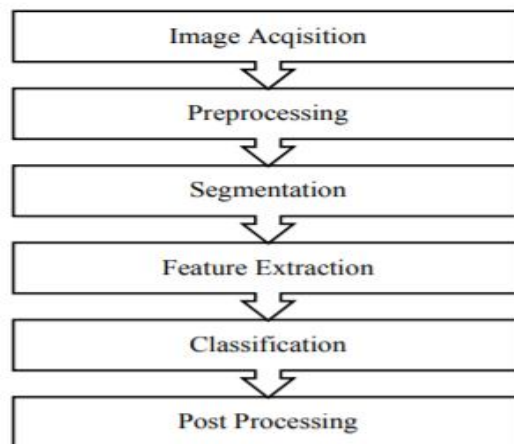 Image Acqisition
Preprocessing
Segmentation
Feature Extraction
Classification
Post Processing